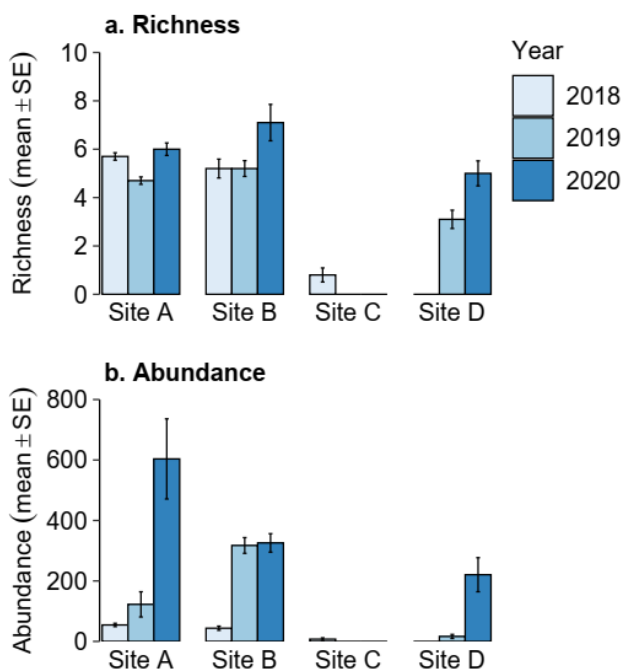 a. Richness
Richness (mean ± SE)
10
8
6
4
2
0
Site A Site B Site C Site D
Year
2018
2019
2020
b. Abundance
Abundance (mean ± SE)
800
600
400
200
0
Site A Site B Site C Site D